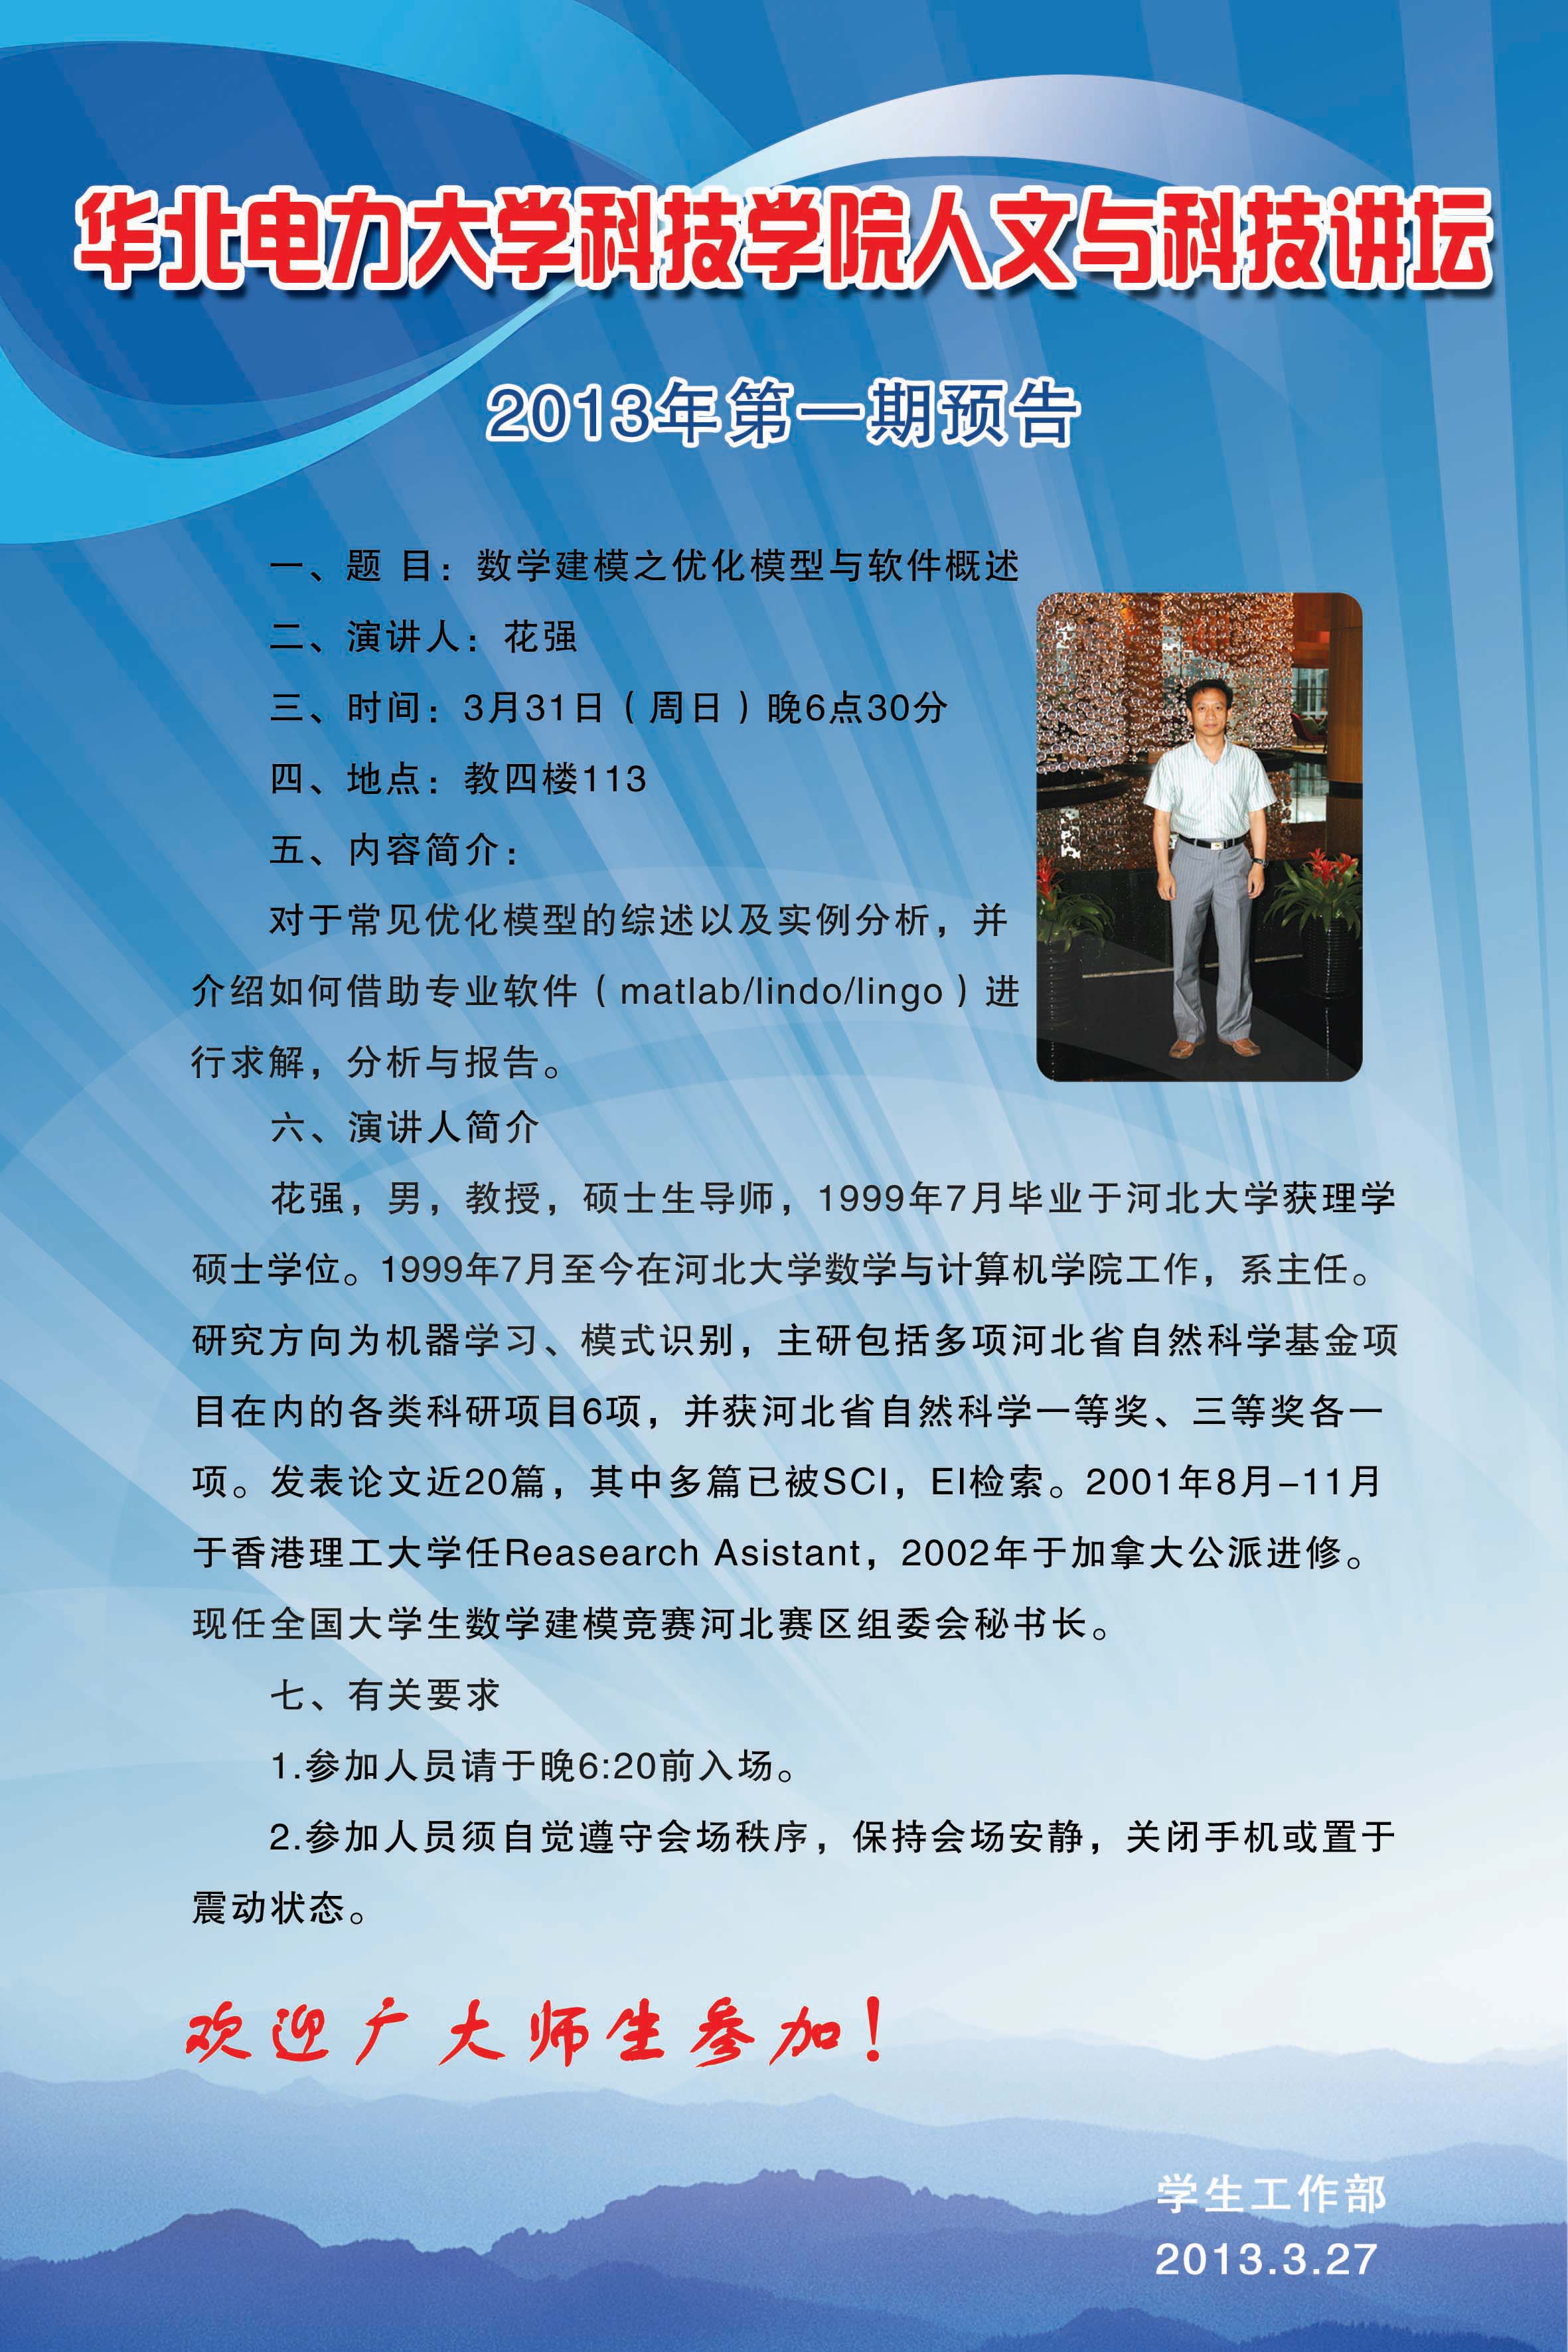 华北电力大学科技学院人文与科技讲坛
2013年第一期预告
一、题 目：数学建模之优化模型与软件概述
二、演讲人：花强
三、时间：3月31日（周日）晚6点30分
四、地点：教四楼113
五、内容简介：
对于常见优化模型的综述以及实例分析，并
介绍如何借助专业软件（matlab/lindo/lingo）进
行求解，分析与报告。
六、演讲人简介
花强，男，教授，硕士生导师，1999年7月毕业于河北大学获理学
硕士学位。1999年7月至今在河北大学数学与计算机学院工作，系主任。
研究方向为机器学习、模式识别，主研包括多项河北省自然科学基金项
目在内的各类科研项目6项，并获河北省自然科学一等奖、三等奖各一
项。发表论文近20篇，其中多篇已被SCI，EI检索。2001年8月–11月
于香港理工大学任Reasearch Asistant，2002年于加拿大公派进修。
现任全国大学生数学建模竞赛河北赛区组委会秘书长。
七、有关要求
1.参加人员请于晚6:20前入场。
2.参加人员须自觉遵守会场秩序，保持会场安静，关闭手机或置于
震动状态。
欢迎广大师生参加！
学生工作部
2013.3.27